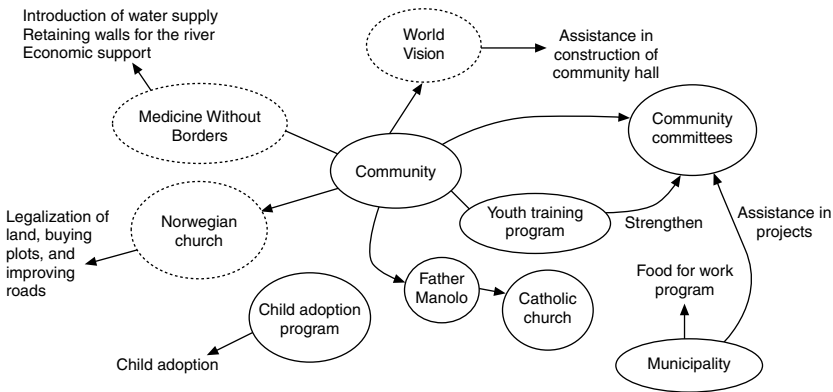 Introduction of water supply
Retaining walls for the river
Economic support
World
Vision
Assistance in
construction of
community hall
Medicine Without
Borders
Community
committees
Community
Norwegian
church
Youth training
program
Strengthen
Assistance in
projects
Legalization of
land, buying
plots, and
improving
roads
Father
Manolo
Catholic
church
Food for work
program
Child adoption
program
Child adoption
Municipality